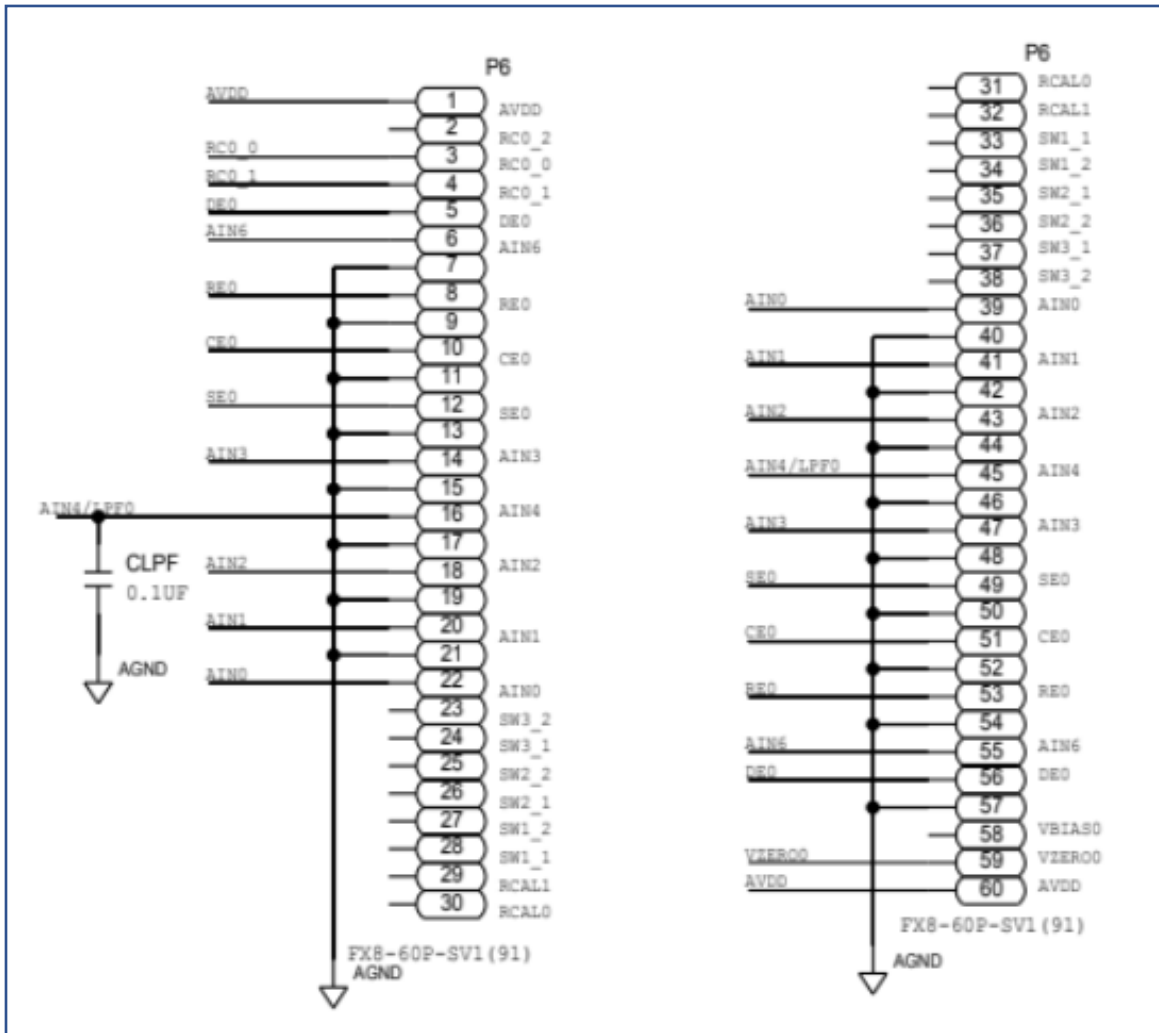 P6
AVDD 1 AVDD
2 RC0_2
RC0_0 3 RC0_0
RC0_1 4 RC0_1
DE0 5 DE0
AIN6 6 AIN6
7
RE0 8 RE0
9
CE0 10 CE0
11
SE0 12 SE0
13
AIN3 14 AIN3
15
AIN4/LPF0 16 AIN4
17
CLPF
0.1UF
AIN2 18 AIN2
19
AIN1 20 AIN1
21
AGND
AIN0 22 AIN0
23 SW3_2
24 SW3_1
25 SW2_2
26 SW2_1
27 SW1_2
28 SW1_1
29 RCAL1
30 RCAL0
FX8-60P-SV1(91)
AGND
P6
31 RCAL0
32 RCAL1
33 SW1_1
34 SW1_2
35 SW2_1
36 SW2_2
37 SW3_1
38 SW3_2
AIN0 39 AIN0
40
AIN1 41 AIN1
42
AIN2 43 AIN2
44
AIN4/LPF0 45 AIN4
46
AIN3 47 AIN3
48
SE0 49 SE0
50
CE0 51 CE0
52
RE0 53 RE0
54
AIN6 55 AIN6
DE0 56 DE0
57
58 VBIAS0
VZERO0 59 VZERO0
AVDD 60 AVDD
FX8-60P-SV1(91)
AGND